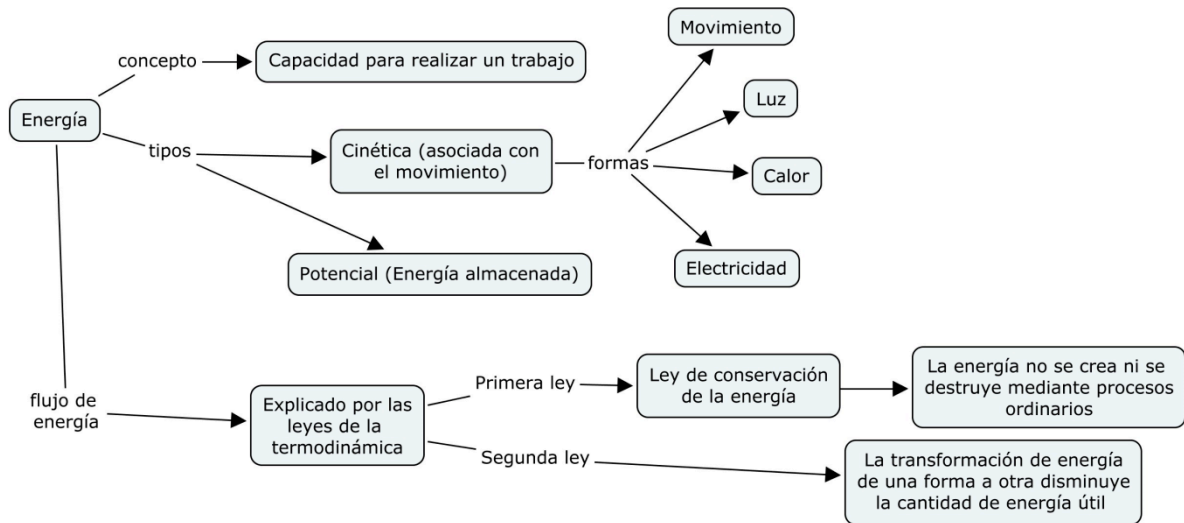 Energía
concepto
Capacidad para realizar un trabajo
tipos
Cinética (asociada con
el movimiento)
formas
Movimiento
Luz
Calor
Electricidad
Potencial (Energía almacenada)
flujo de
energía
Explicado por las
leyes de la
termodinámica
Primera ley
Ley de conservación
de la energía
La energía no se crea ni se
destruye mediante procesos
ordinarios
Segunda ley
La transformación de energía
de una forma a otra disminuye
la cantidad de energía útil